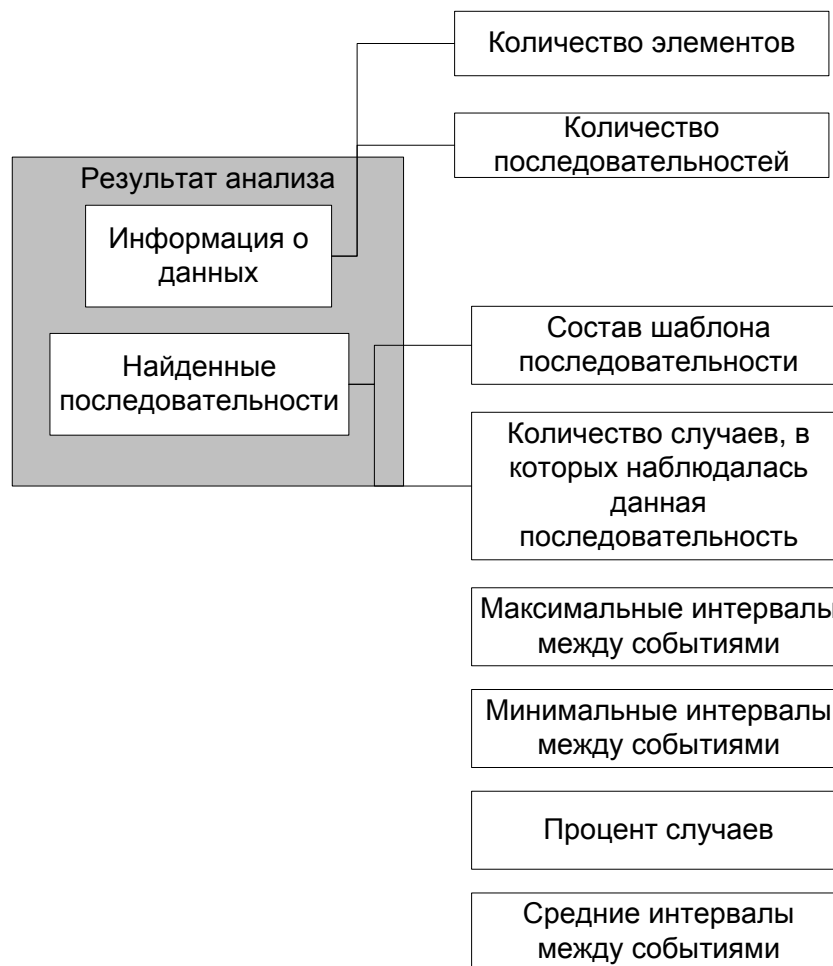 Количество элементов
Количество
последовательностей
Результат анализа
Информация о
данных
Найденные
последовательности
Состав шаблона
последовательности
Количество случаев, в
которых наблюдалась
данная
последовательность
Максимальные интервалы
между событиями
Минимальные интервалы
между событиями
Процент случаев
Средние интервалы
между событиями